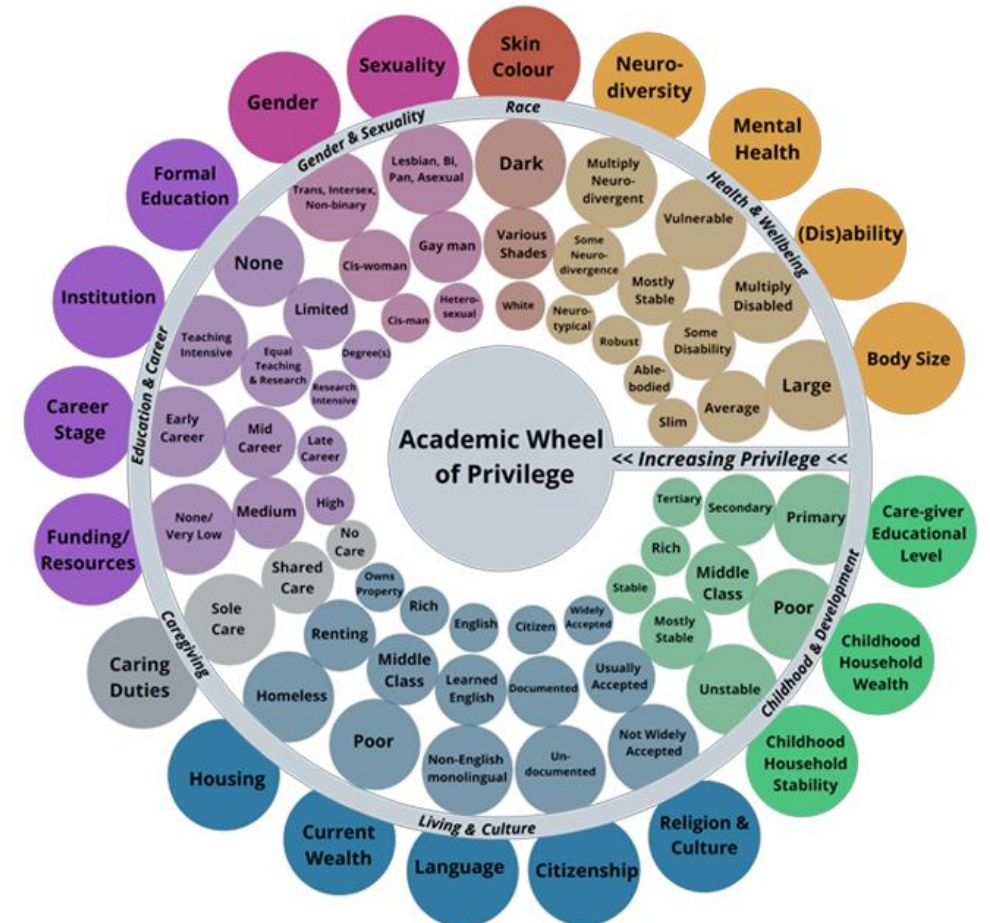 Academic Wheel
of Privilege
<< Increasing Privilege <<
Race
Skin
Colour
Dark
Various
Shades
White
Health & Wellbeing
Neuro-
diversity
Multiply
Neuro-
divergent
Some
Neuro-
divergence
Neuro-
typical
Mental
Health
Vulnerable
Mostly
Stable
Robust
(Dis)ability
Multiply
Disabled
Some
Disability
Able-
bodied
Body Size
Large
Average
Slim
Childhood & Development
Care-giver
Educational
Level
Primary
Secondary
Tertiary
Childhood
Household
Wealth
Poor
Middle
Class
Rich
Childhood
Household
Stability
Unstable
Mostly
Stable
Stable
Living & Culture
Religion &
Culture
Not Widely
Accepted
Usually
Accepted
Widely
Accepted
Citizenship
Un-
documented
Documented
Citizen
Language
Non-English
monolingual
Learned
English
English
Current
Wealth
Poor
Middle
Class
Rich
Housing
Homeless
Renting
Owns
Property
Caregiving
Caring
Duties
Sole
Care
Shared
Care
No
Care
Education & Career
Funding/
Resources
None/
Very Low
Medium
High
Career
Stage
Early
Career
Mid
Career
Late
Career
Institution
Teaching
Intensive
Equal
Teaching
& Research
Research
Intensive
Formal
Education
None
Limited
Degree(s)
Gender & Sexuality
Gender
Trans, Intersex,
Non-binary
Cis-woman
Cis-man
Sexuality
Lesbian, Bi,
Pan, Asexual
Gay man
Hetero-
sexual